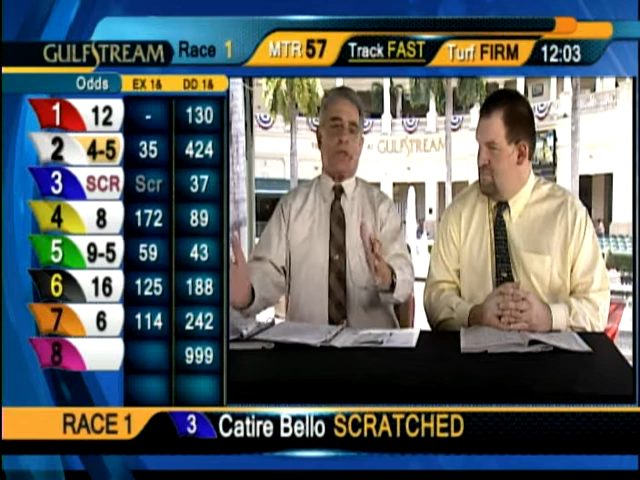 GULFSTREAM Race 1 MTR 57 Track FAST Turf FIRM 12:03
Odds EX 1& DD 1&
1 12 - 130
2 4-5 35 424
3 SCR Scr 37
4 8 172 89
5 9-5 59 43
6 16 125 188
7 6 114 242
8 999
GULFSTREAM
RACE 1 3 Catire Bello SCRATCHED